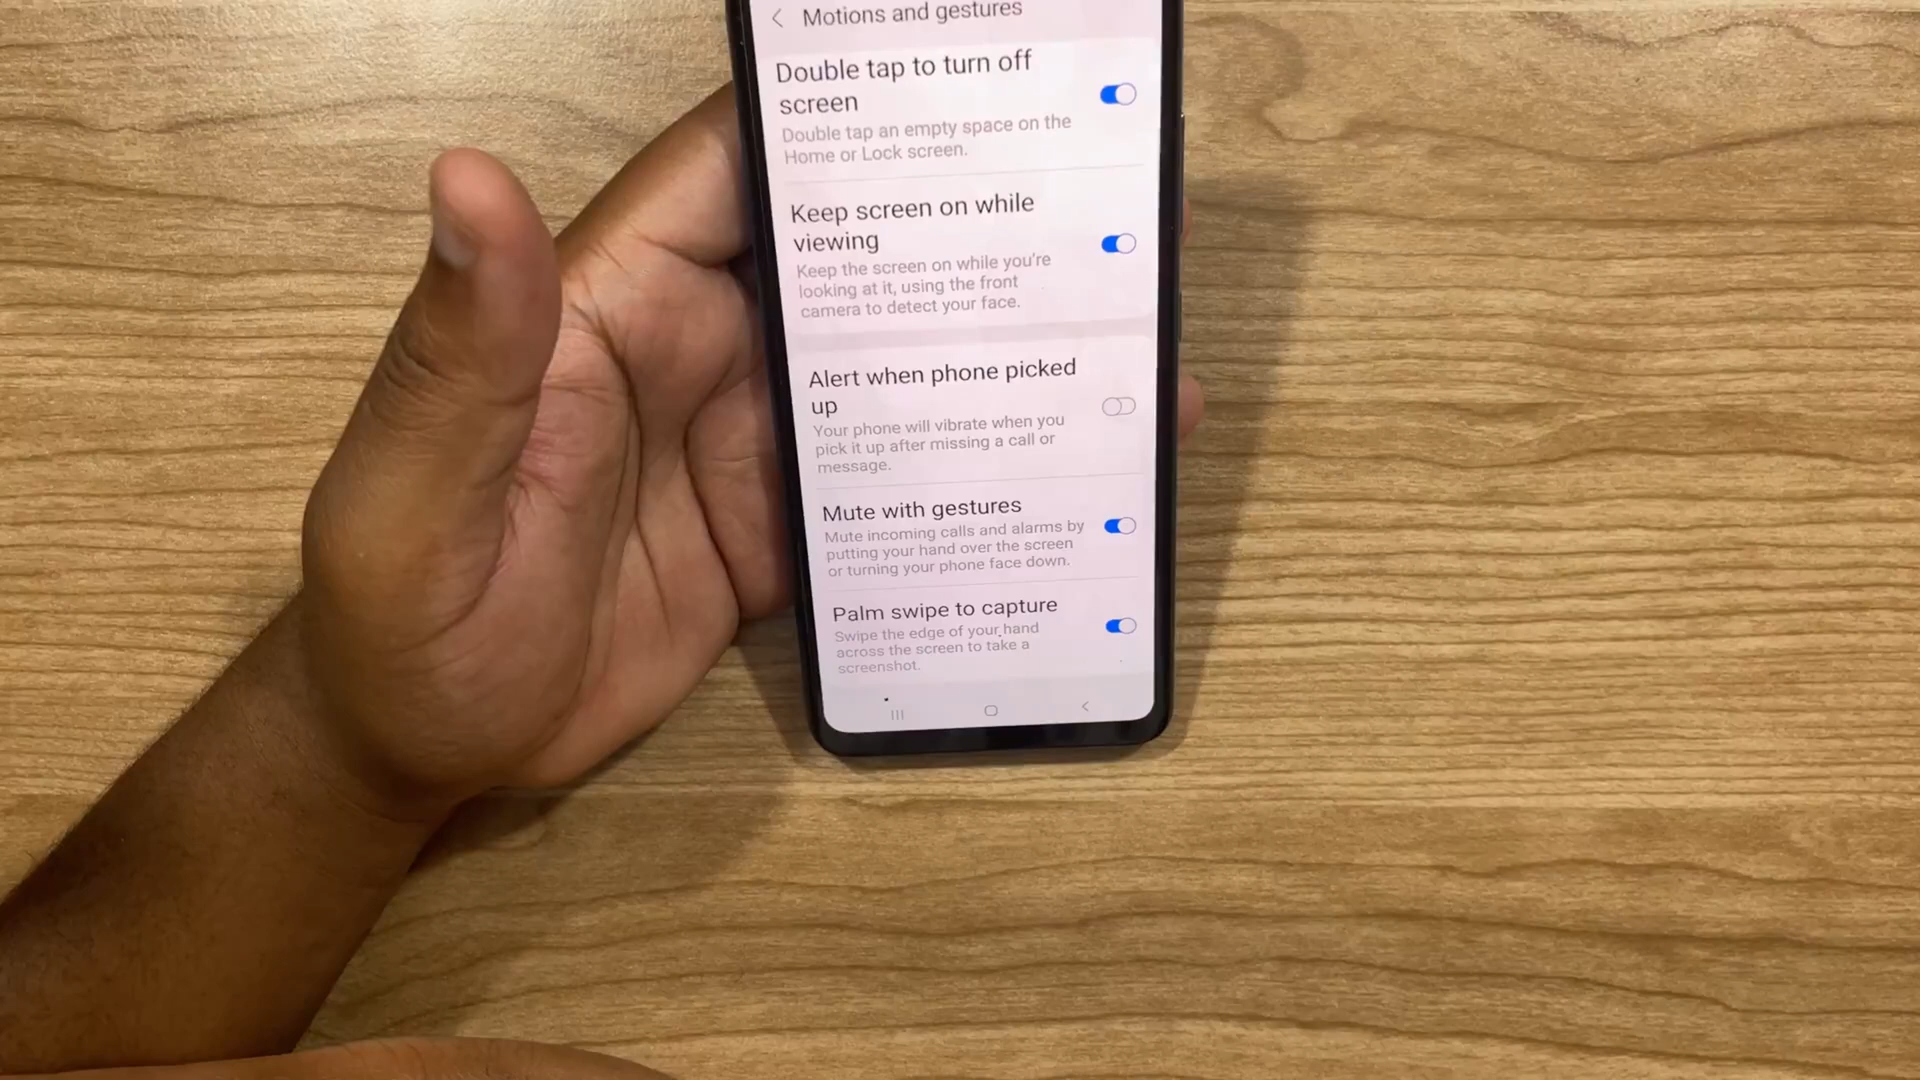 Motions and gestures
Double tap to turn off
screen
Double tap an empty space on the
Home or Lock screen.
Keep screen on while
viewing
Keep the screen on while you're
looking at it, using the front
camera to detect your face.
Alert when phone picked
up
Your phone will vibrate when you
pick it up after missing a call or
message.
Mute with gestures
Mute incoming calls and alarms by
putting your hand over the screen
or turning your phone face down.
Palm swipe to capture
Swipe the edge of your hand
across the screen to take a
screenshot.